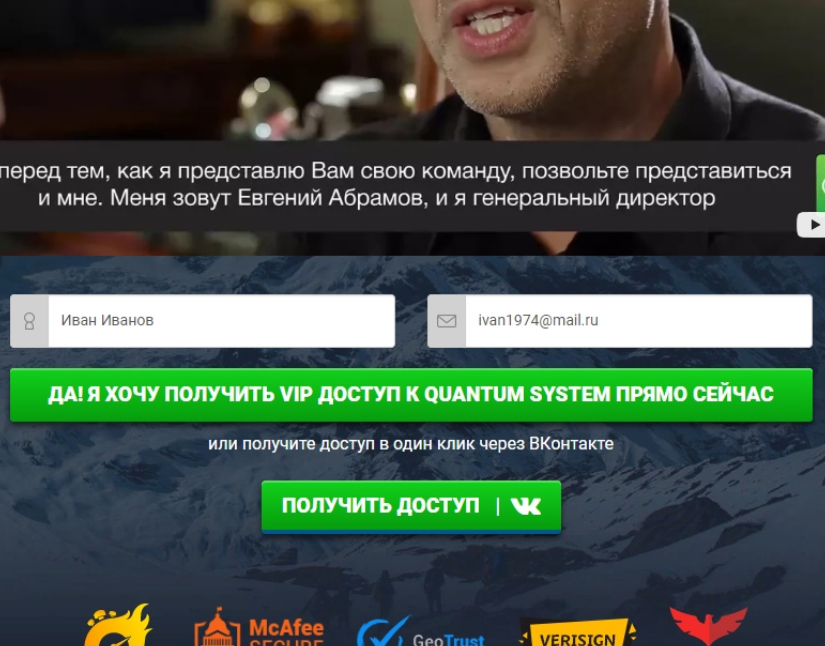 перед тем, как я представлю Вам свою команду, позвольте представиться
и мне. Меня зовут Евгений Абрамов, и я генеральный директор
Иван Иванов
ivan1974@mail.ru
ДА! Я ХОЧУ ПОЛУЧИТЬ VIP ДОСТУП К QUANTUM SYSTEM ПРЯМО СЕЙЧАС
или получите доступ в один клик через ВКонтакте
ПОЛУЧИТЬ ДОСТУП |
McAfee
SECURE
GeoTrust
VERISIGN